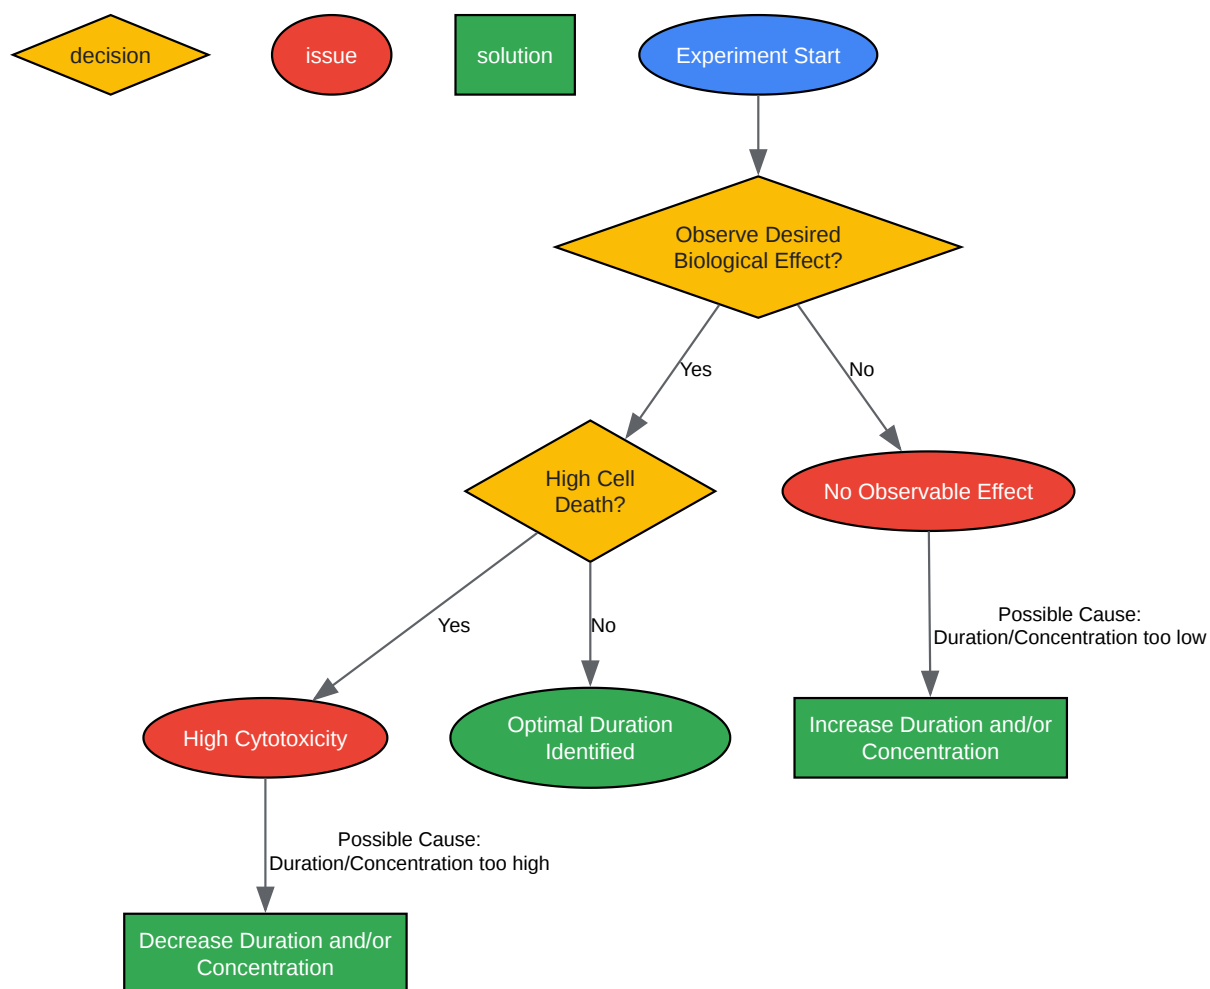 decision
issue
solution
Experiment Start
Observe Desired
Biological Effect?
Yes
No
High Cell
Death?
No Observable Effect
Yes
No
Possible Cause:
Duration/Concentration too low
High Cytotoxicity
Optimal Duration
Identified
Increase Duration and/or
Concentration
Possible Cause:
Duration/Concentration too high
Decrease Duration and/or
Concentration